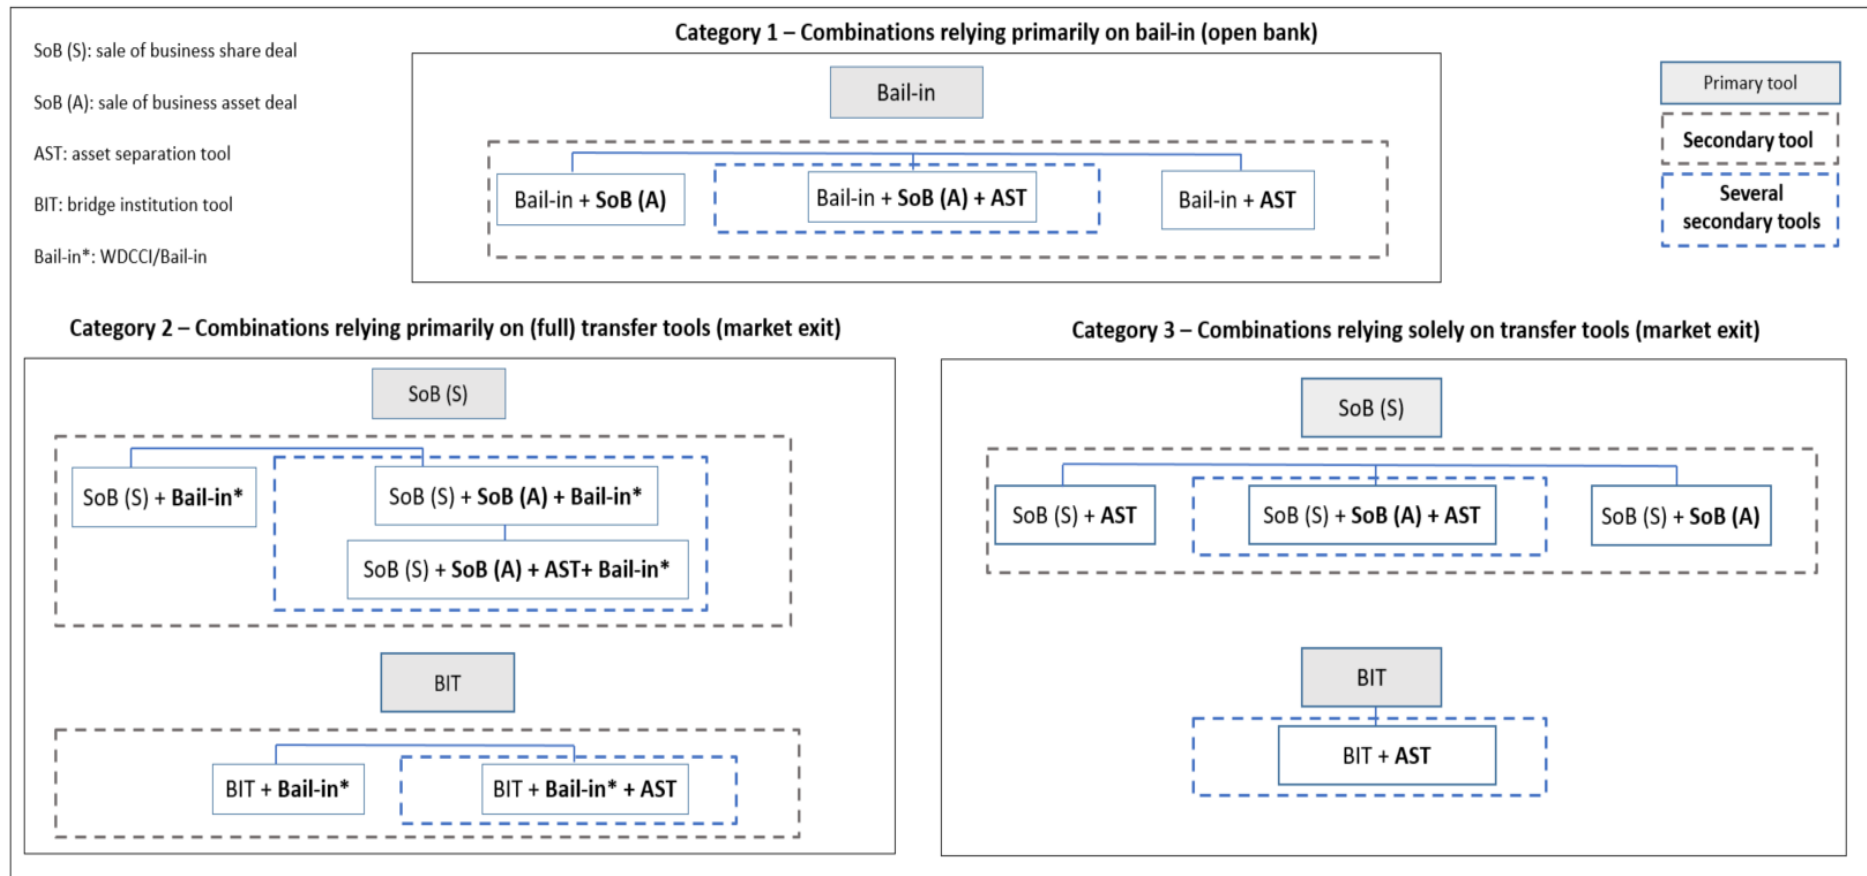 Category 1 – Combinations relying primarily on bail-in (open bank)
SoB (S): sale of business share deal
SoB (A): sale of business asset deal
AST: asset separation tool
BIT: bridge institution tool
Bail-in*: WDCCI/Bail-in
Bail-in
Bail-in + SoB (A)
Bail-in + SoB (A) + AST
Bail-in + AST
Primary tool
Secondary tool
Several
secondary tools
Category 2 – Combinations relying primarily on (full) transfer tools (market exit)
SoB (S)
SoB (S) + Bail-in*
SoB (S) + SoB (A) + Bail-in*
SoB (S) + SoB (A) + AST+ Bail-in*
BIT
BIT + Bail-in*
BIT + Bail-in* + AST
Category 3 – Combinations relying solely on transfer tools (market exit)
SoB (S)
SoB (S) + AST
SoB (S) + SoB (A) + AST
SoB (S) + SoB (A)
BIT
BIT + AST